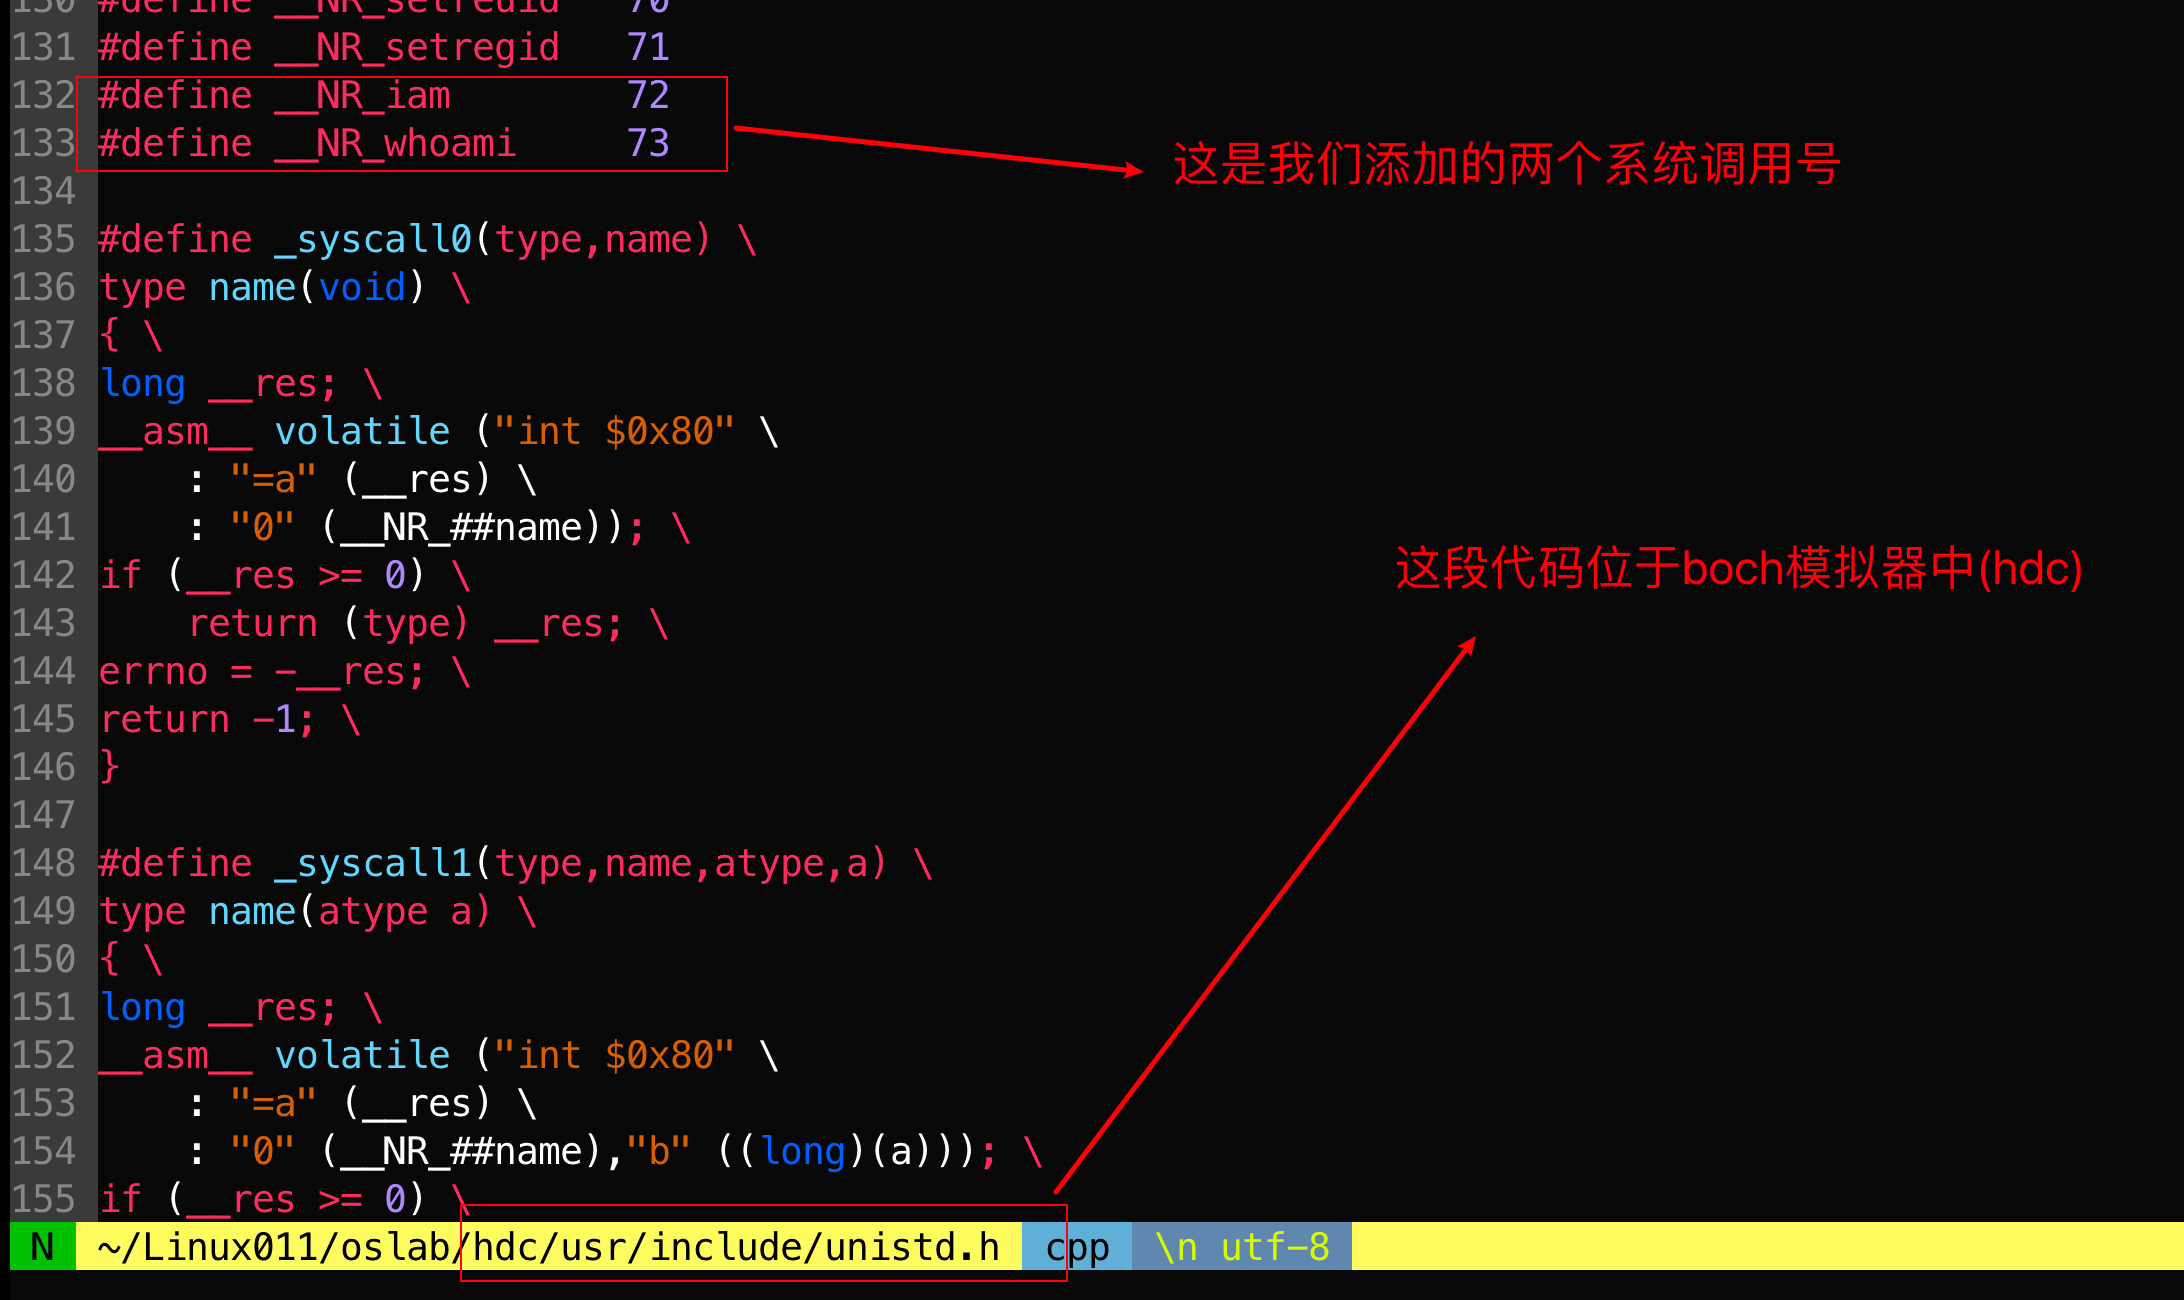 130 #define __NR_setreuid 70
131 #define __NR_setregid 71
132 #define __NR_iam 72
133 #define __NR_whoami 73
这是我们添加的两个系统调用号
134
135 #define _syscall0(type,name) \
136 type name(void) \
137 { \
138 long __res; \
139 __asm__ volatile ("int $0x80" \
140 : "=a" (__res) \
141 : "0" (__NR_##name)); \
这段代码位于boch模拟器中(hdc)
142 if (__res >= 0) \
143 return (type) __res; \
144 errno = -__res; \
145 return -1; \
146 }
147
148 #define _syscall1(type,name,atype,a) \
149 type name(atype a) \
150 { \
151 long __res; \
152 __asm__ volatile ("int $0x80" \
153 : "=a" (__res) \
154 : "0" (__NR_##name),"b" ((long)(a))); \
155 if (__res >= 0) \
N ~/Linux011/oslab/hdc/usr/include/unistd.h cpp \n utf-8